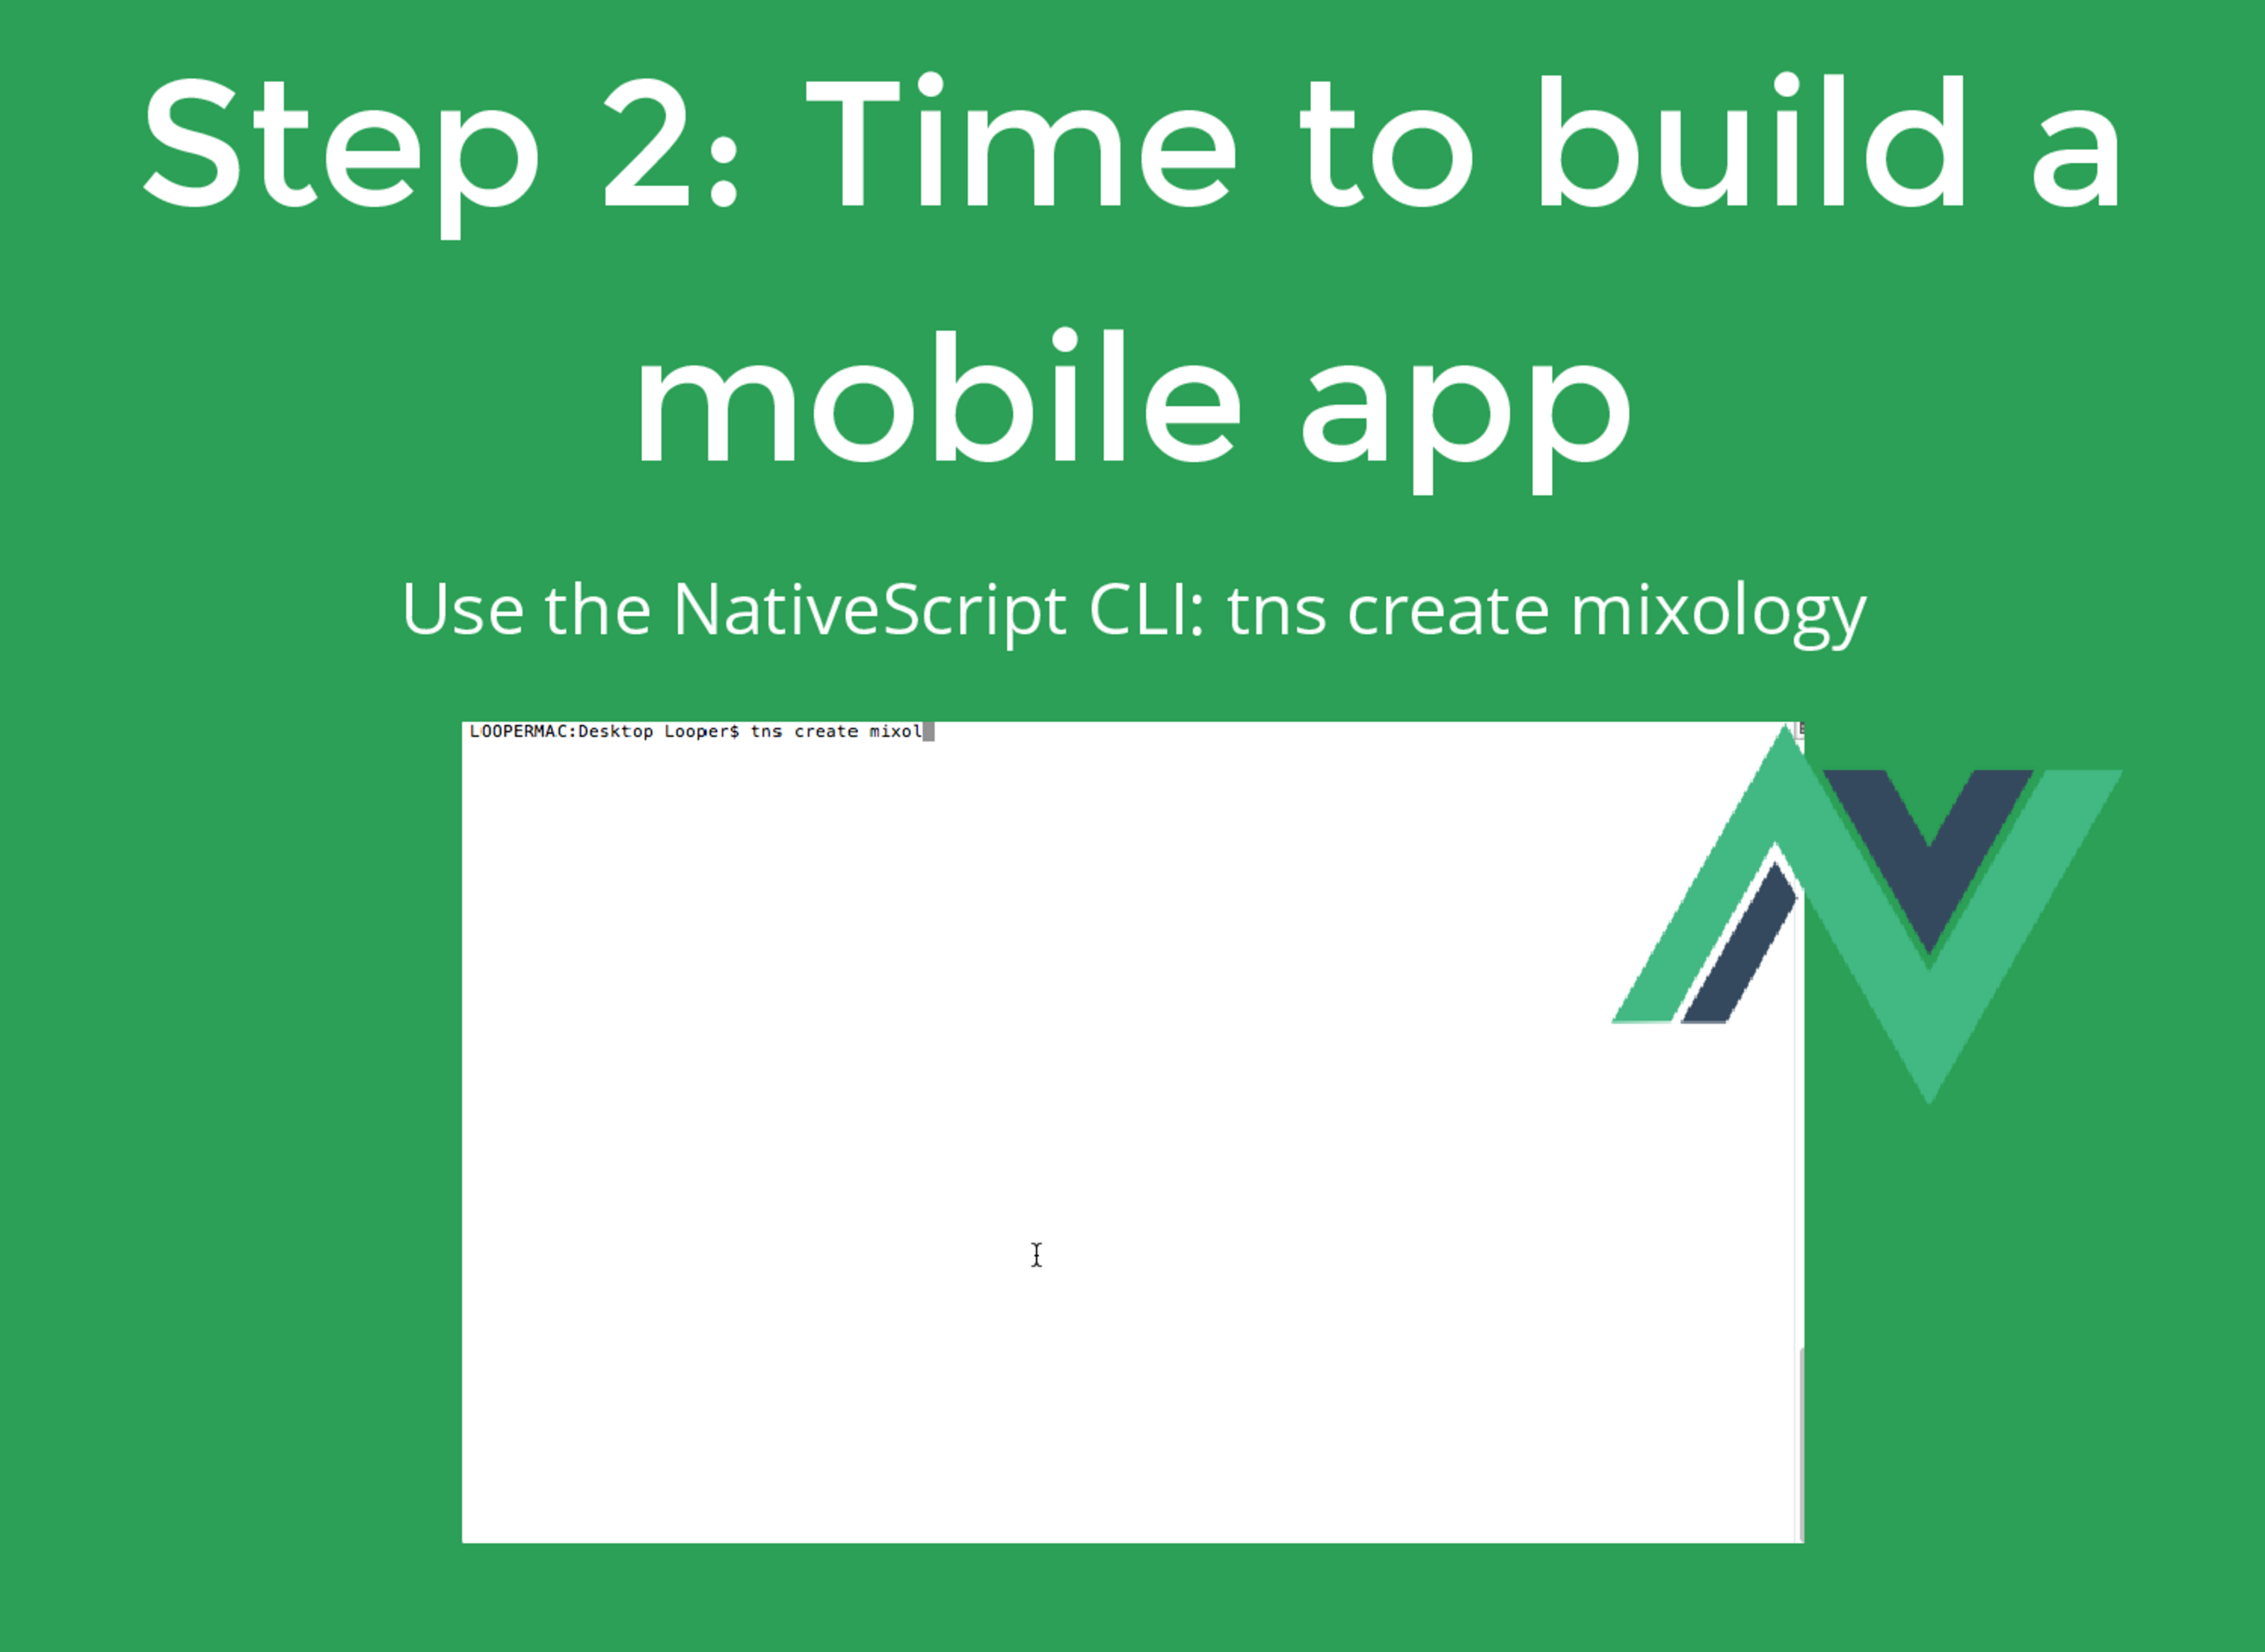 Step 2: Time to build a
mobile app
Use the NativeScript CLI: tns create mixology
LOOPERMAC:Desktop Looper$ tns create mixol